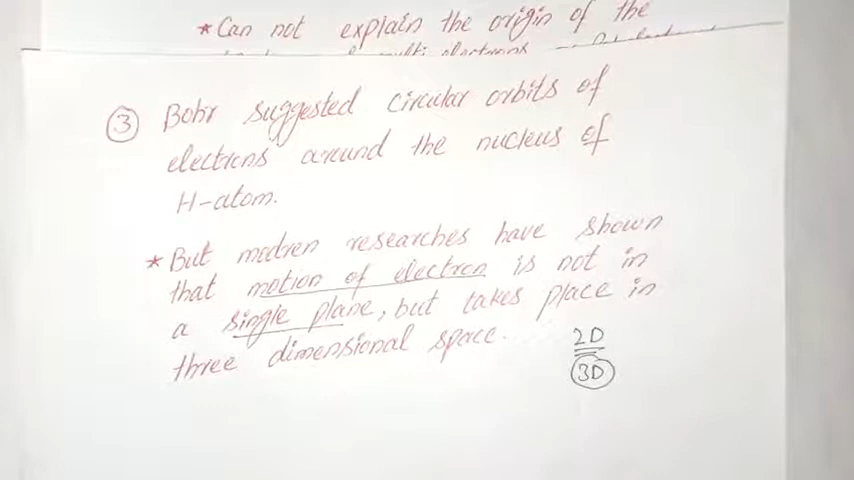 *Can not explain the origin of the
③ Bohr suggested circular orbits of
electrons around the nucleus of
H-atom.
*But modren researches have shown
that motion of electron is not in
a single plane, but takes place in
three dimensional space.
2D
3D